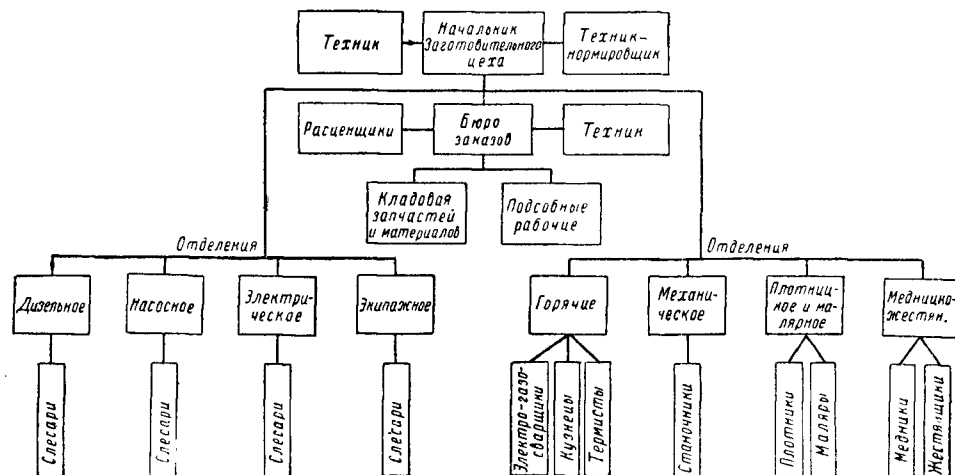 Техник
Начальник
Заготовительного
цеха
Техник-
нормировщик
Расценщики
Бюро
заказов
Техник
Кладовая
запчастей
и материалов
Подсобные
рабочие
Отделения
Отделения
Дизельное
Насосное
Электри-
ческое
Экипажное
Горячие
Механи-
ческое
Плотниц-
кое и ма-
лярное
Медницко-
жестян.
Слесари
Слесари
Слесари
Слесари
Электро-газо-
сварщики
Кузнецы
Термисты
Станочники
Плотники
Маляры
Медники
Жестянщики